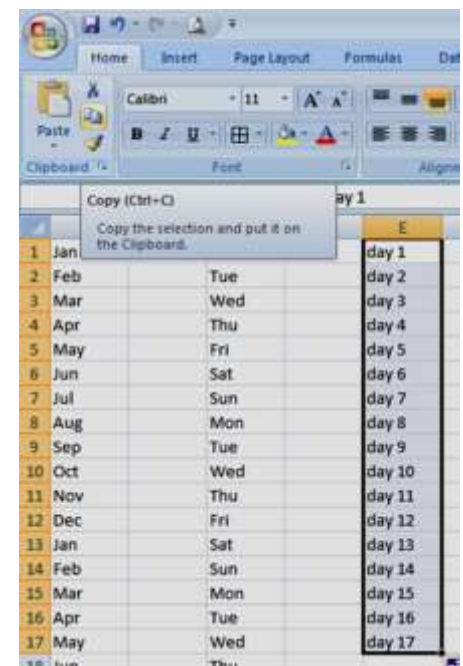 Home Insert Page Layout Formulas Dat
Paste Calibri 11 A A
B I U A
Clipboard Font Alignme
Copy (Ctrl+C) ay 1
Copy the selection and put it on
the Clipboard.
E
1 Jan day 1
2 Feb Tue day 2
3 Mar Wed day 3
4 Apr Thu day 4
5 May Fri day 5
6 Jun Sat day 6
7 Jul Sun day 7
8 Aug Mon day 8
9 Sep Tue day 9
10 Oct Wed day 10
11 Nov Thu day 11
12 Dec Fri day 12
13 Jan Sat day 13
14 Feb Sun day 14
15 Mar Mon day 15
16 Apr Tue day 16
17 May Wed day 17
18 Jun Thu